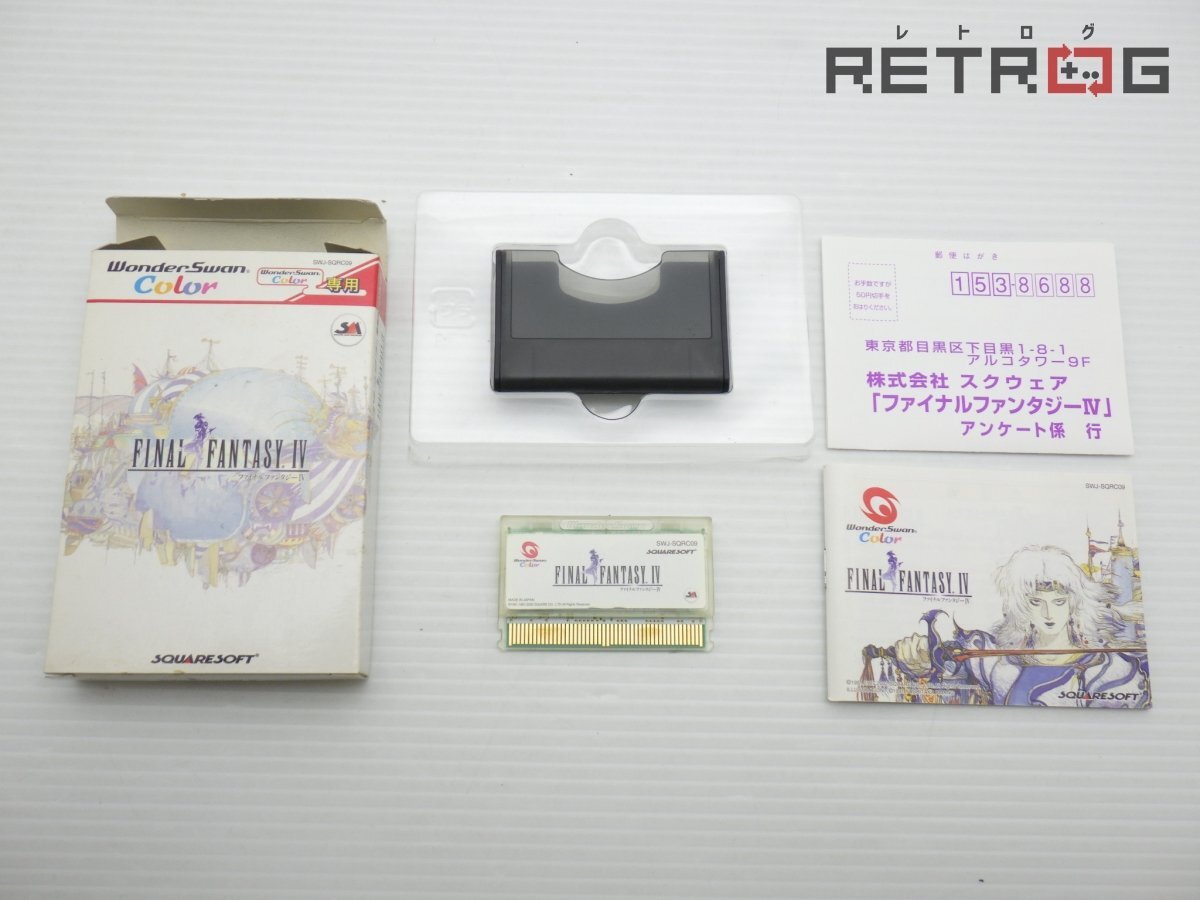 レトログ
RETROG
SWJ-SQRC09
WonderSwan
Color
WonderSwan
Color
専用
FINAL FANTASY IV
ファイナルファンタジーIV
SQUARESOFT
郵便はがき
お手数ですが
50円切手を
おはりください。
1538688
東京都目黒区下目黒1-8-1
アルコタワー9F
株式会社 スクウェア
「ファイナルファンタジーⅣ」
アンケート係 行
WonderSwan
SWJ-SQRC09
WonderSwan
Color
SQUARESOFT
FINAL FANTASY IV
ファイナルファンタジーIV
MADE IN JAPAN
SWJ-SQRC09
WonderSwan
Color
FINAL FANTASY IV
ファイナルファンタジーIV
SQUARESOFT